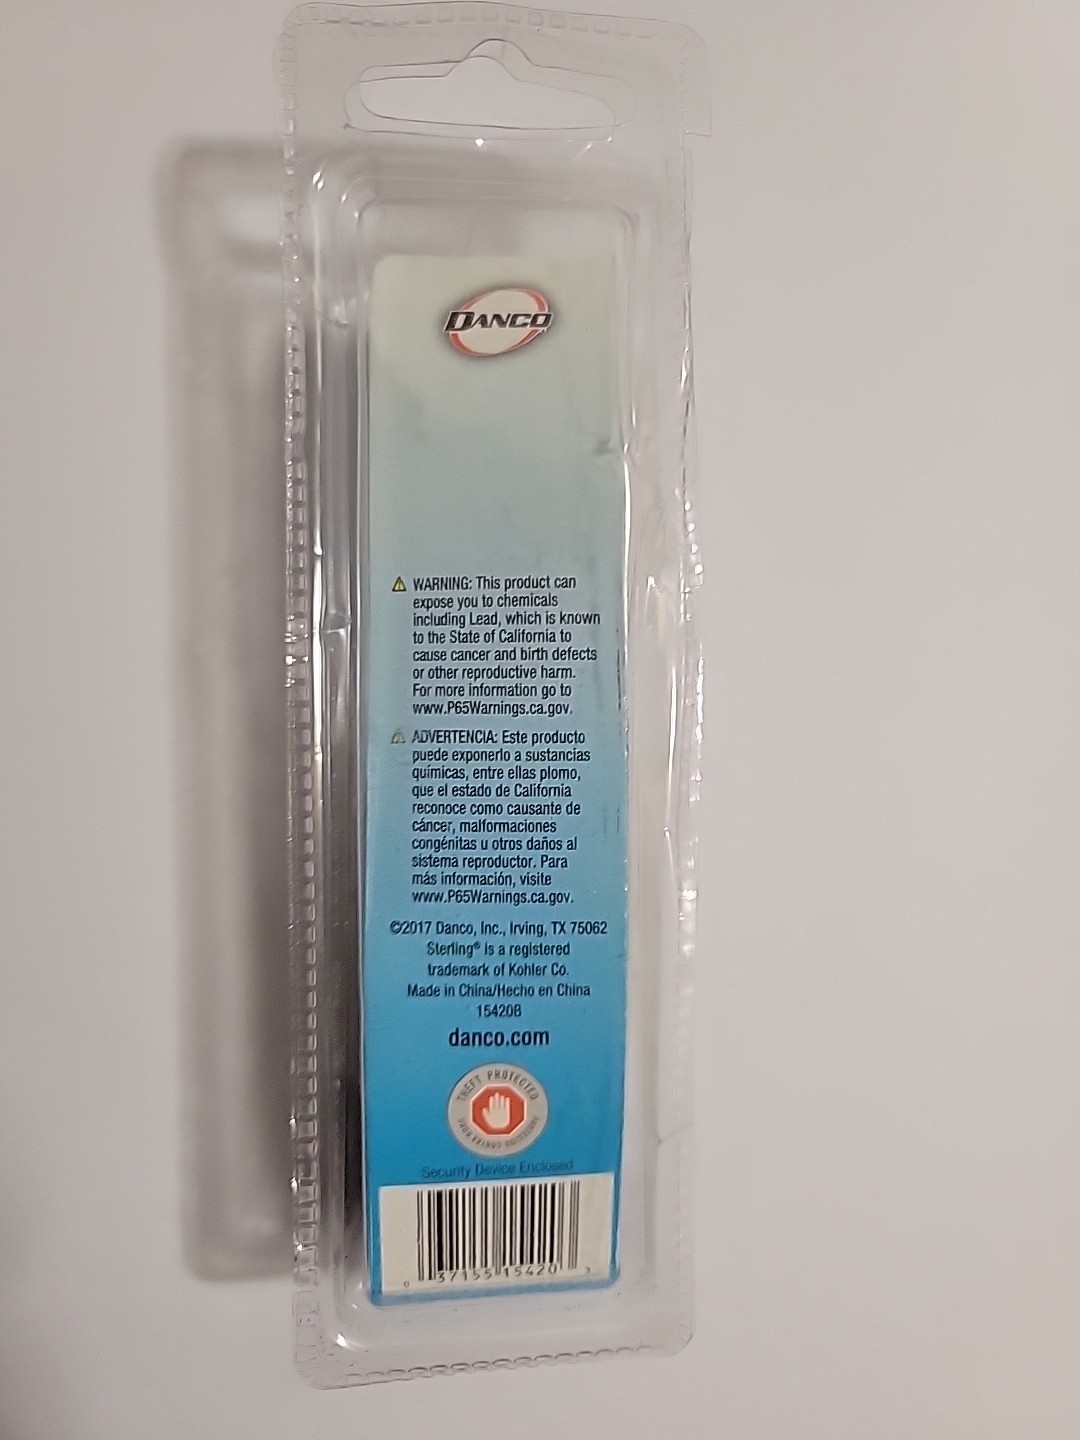 DANCO
WARNING: This product can
expose you to chemicals
including Lead, which is known
to the State of California to
cause cancer and birth defects
or other reproductive harm.
For more information go to
www.P65Warnings.ca.gov.
ADVERTENCIA: Este producto
puede exponerlo a sustancias
químicas, entre ellas plomo,
que el estado de California
reconoce como causante de
cáncer, malformaciones
congénitas u otros daños al
sistema reproductor. Para
más información, visite
www.P65Warnings.ca.gov.
©2017 Danco, Inc., Irving, TX 75062
Sterling® is a registered
trademark of Kohler Co.
Made in China/Hecho en China
15420B
danco.com
THEFT PROTECTED
PROTECCION CONTRA ROBO
Security Device Enclosed
0 37155 15420 3